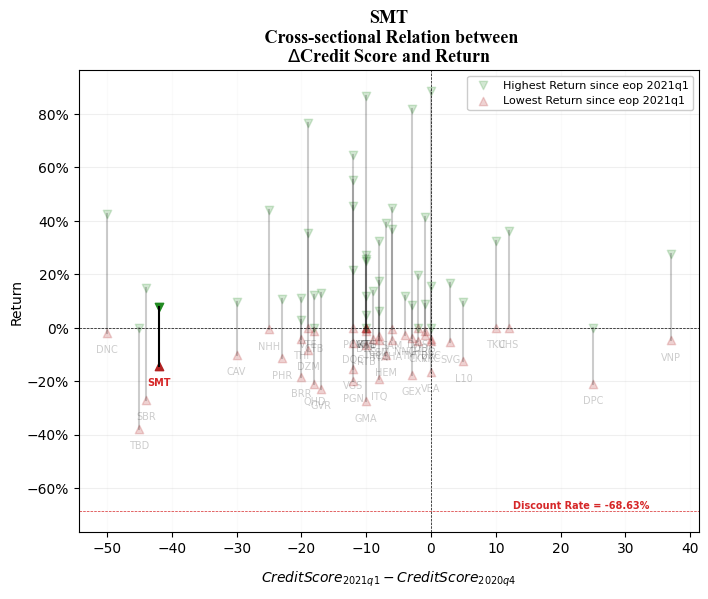 SMT
Cross-sectional Relation between
ΔCredit Score and Return
Highest Return since eop 2021q1
Lowest Return since eop 2021q1
80%
60%
40%
20%
0%
−20%
−40%
−60%
Return
DNC
TBD
SBR
SMT
CAV
NHH
PHR
BRR
DZM
GVR
VGS
PGN
GMA
ITQ
HEM
GEX
VEA
SVG
L10
TKU
CHS
DPC
VNP
Discount Rate = -68.63%
−50
−40
−30
−20
−10
0
10
20
30
40
CreditScore2021q1 − CreditScore2020q4